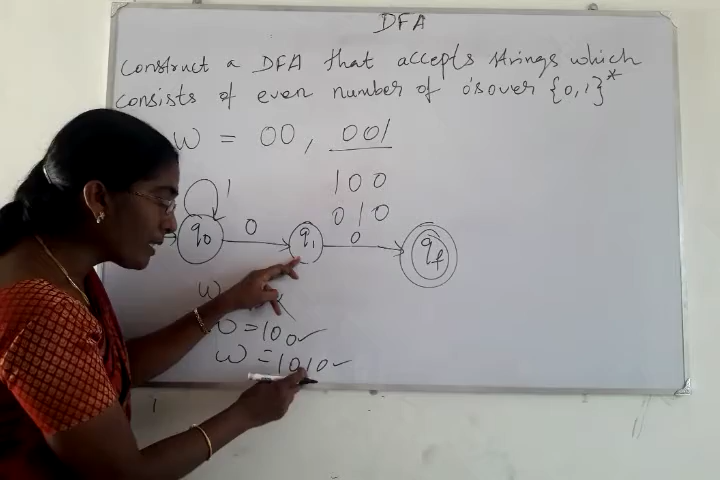 DFA
Construct a DFA that accepts strings which
consists of even number of 0's over {0,1}*
W = 00, 001
100
010
1
q0 0 q1 0 qf
W
W = 100 ✓
W = 1010 ✓